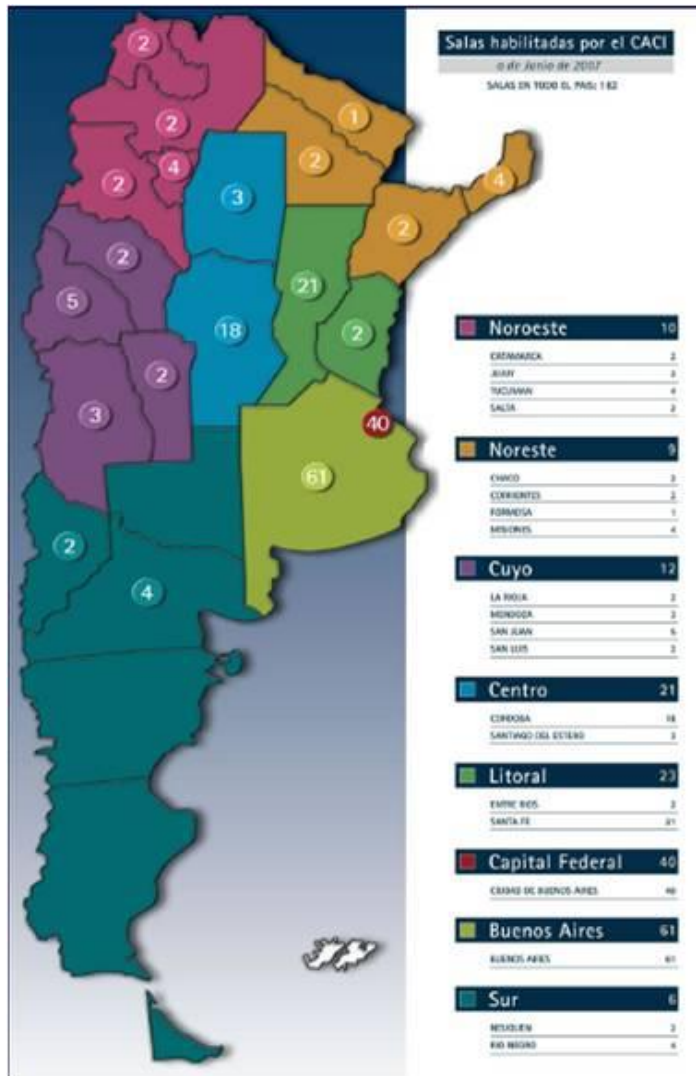 Salas habilitadas por el CACI
de Junio de 2007
SALAS EN TODO EL PAIS: 182
2
2
1
4
2
2
4
3
2
2
21
5
18
2
2
40
3
61
2
4
Noroeste 10
CATAMARCA 2
JUJUY 2
TUCUMAN 4
SALTA 2
Noreste 9
CHACO 2
CORRIENTES 2
FORMOSA 1
MISIONES 4
Cuyo 12
LA RIOJA 2
MENDOZA 3
SAN JUAN 5
SAN LUIS 2
Centro 21
CORDOBA 18
SANTIAGO DEL ESTERO 3
Litoral 23
ENTRE RIOS 2
SANTA FE 21
Capital Federal 40
CIUDAD DE BUENOS AIRES 40
Buenos Aires 61
BUENOS AIRES 61
Sur 6
NEUQUEN 2
RIO NEGRO 4